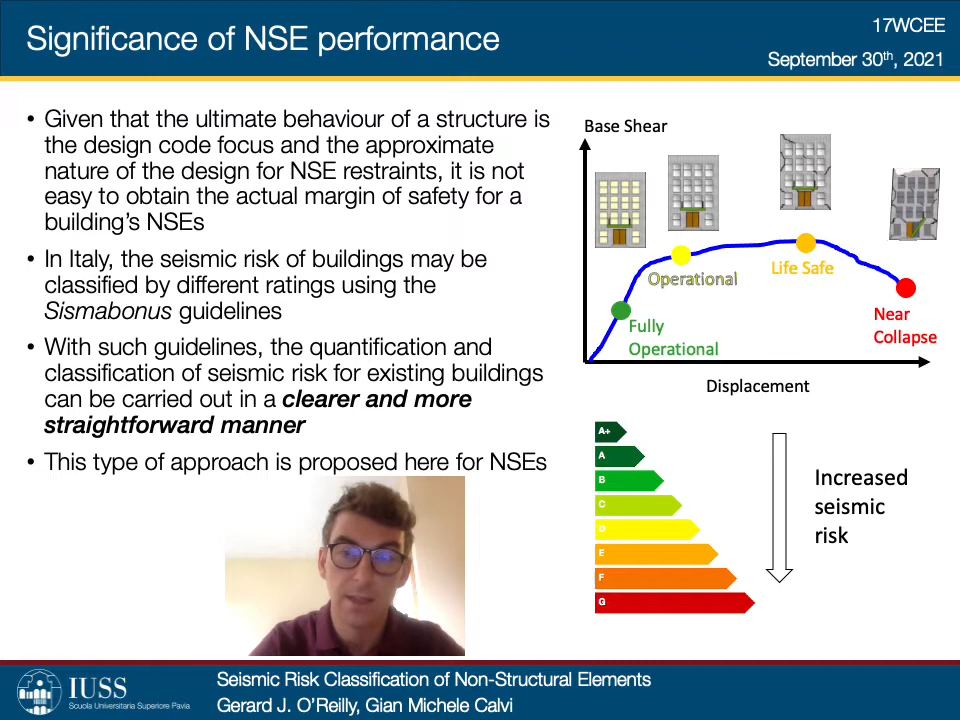 Significance of NSE performance
17WCEE
September 30th, 2021
• Given that the ultimate behaviour of a structure is
the design code focus and the approximate
nature of the design for NSE restraints, it is not
easy to obtain the actual margin of safety for a
building's NSEs
• In Italy, the seismic risk of buildings may be
classified by different ratings using the
Sismabonus guidelines
• With such guidelines, the quantification and
classification of seismic risk for existing buildings
can be carried out in a clearer and more
straightforward manner
• This type of approach is proposed here for NSEs
Base Shear
Operational
Life Safe
Fully
Operational
Near
Collapse
Displacement
A+
A
B
C
D
E
F
G
Increased
seismic
risk
IUSS
Scuola Universitaria Superiore Pavia
Seismic Risk Classification of Non-Structural Elements
Gerard J. O'Reilly, Gian Michele Calvi